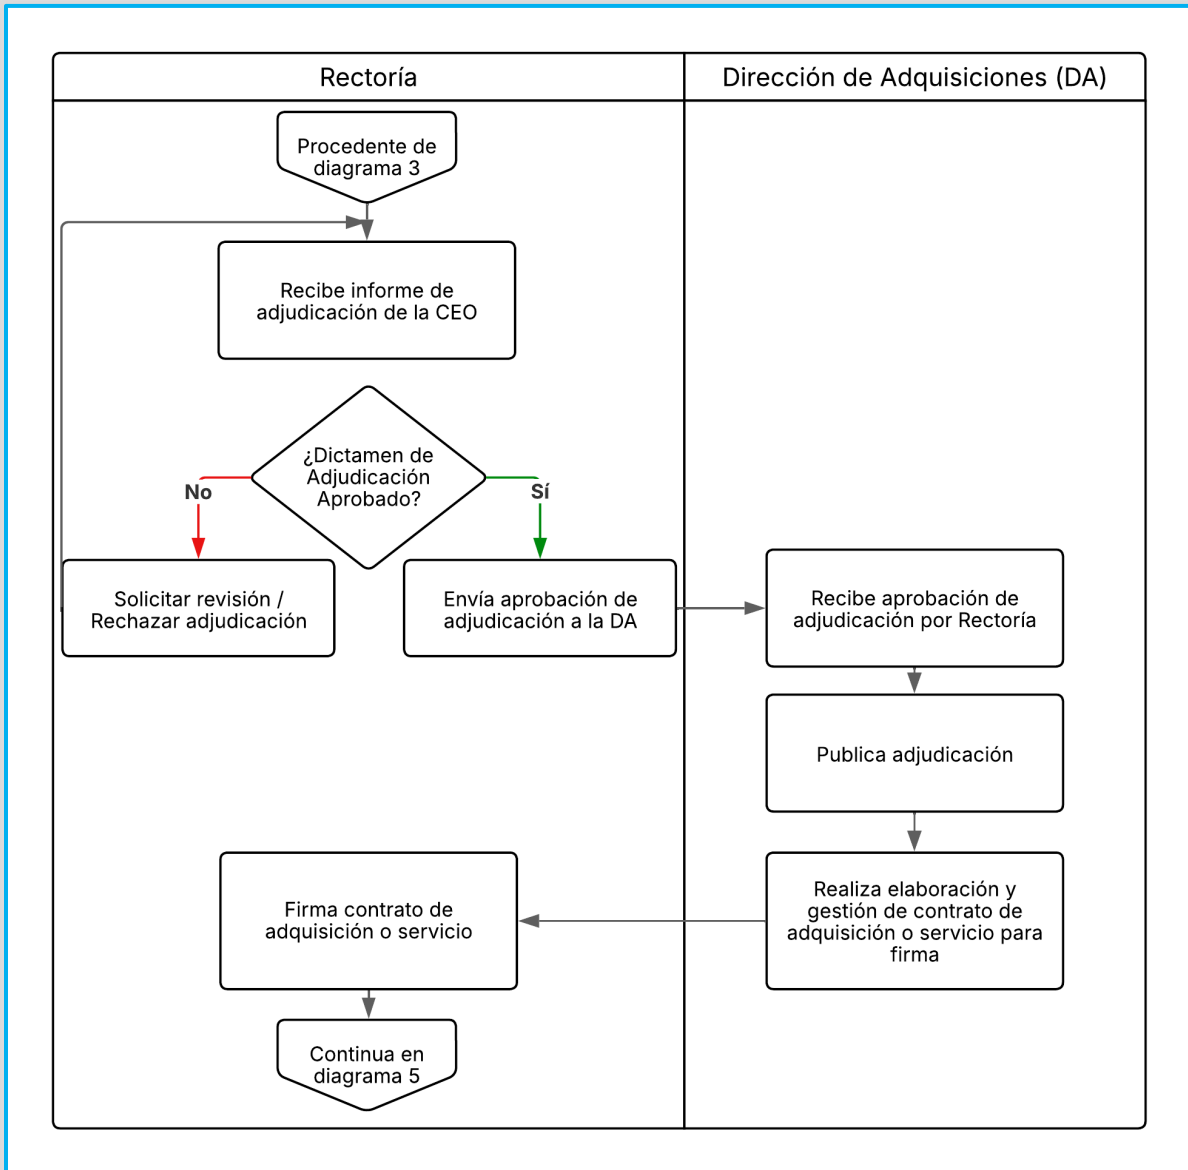 Rectoría
Dirección de Adquisiciones (DA)
Procedente de
diagrama 3
Recibe informe de
adjudicación de la CEO
¿Dictamen de
Adjudicación
Aprobado?
No
Sí
Solicitar revisión /
Rechazar adjudicación
Envía aprobación de
adjudicación a la DA
Recibe aprobación de
adjudicación por Rectoría
Publica adjudicación
Realiza elaboración y
gestión de contrato de
adquisición o servicio para
firma
Firma contrato de
adquisición o servicio
Continua en
diagrama 5